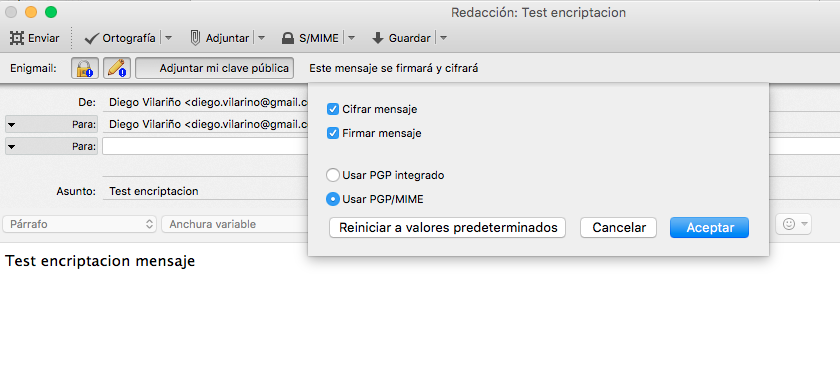 Redacción: Test encriptacion
Enviar Ortografía Adjuntar S/MIME Guardar
Enigmail: Adjuntar mi clave pública Este mensaje se firmará y cifrará
De: Diego Vilariño <diego.vilarino@gmail.c
Para: Diego Vilariño <diego.vilarino@gmail.c
Para:
Asunto: Test encriptacion
Párrafo Anchura variable
Cifrar mensaje
Firmar mensaje
Usar PGP integrado
Usar PGP/MIME
Reiniciar a valores predeterminados Cancelar Aceptar
Test encriptacion mensaje